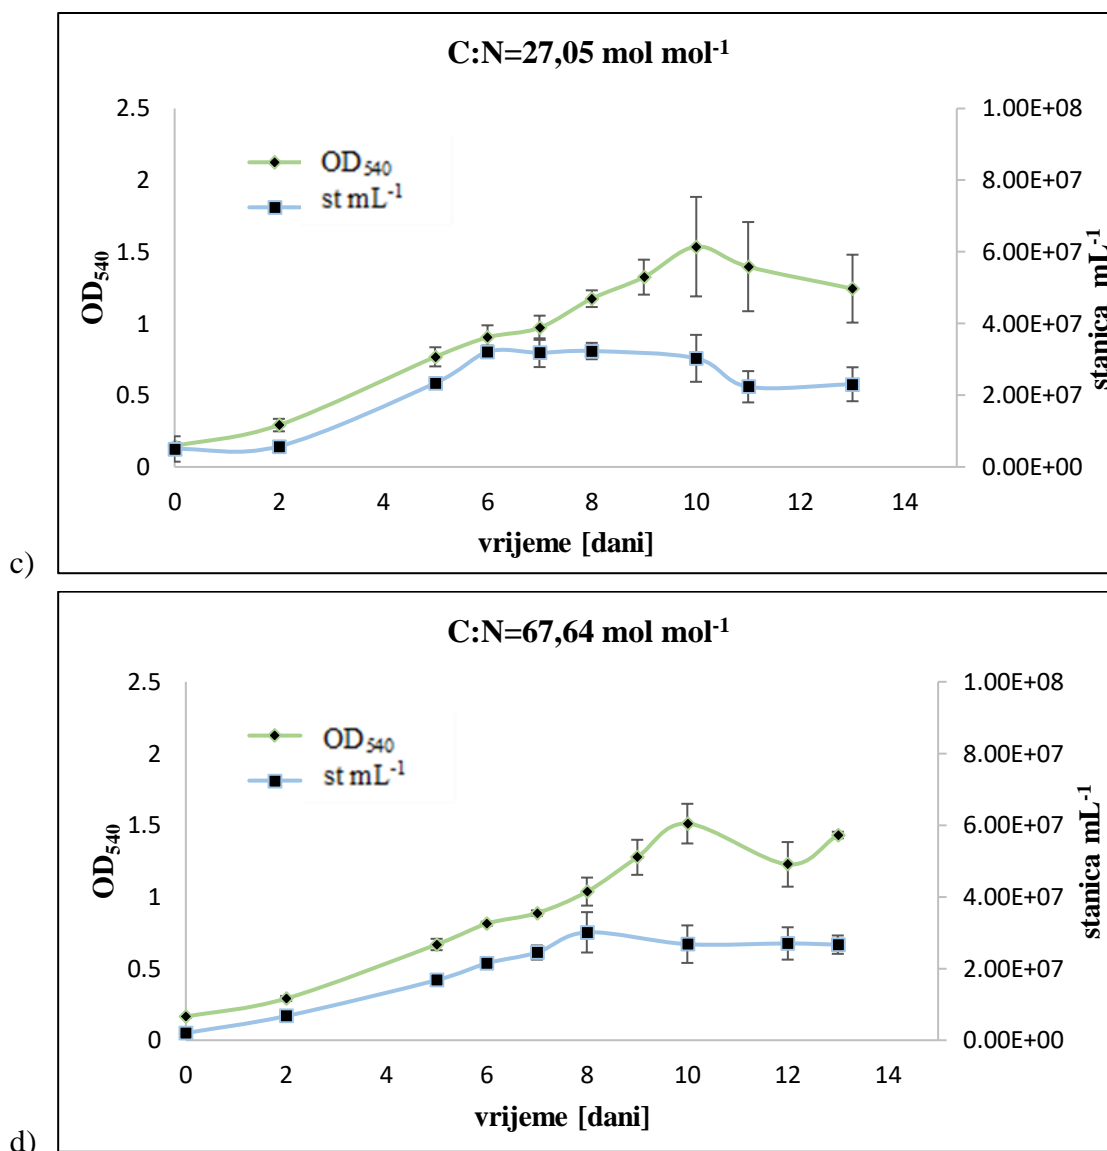 C:N=27,05 mol mol⁻¹
2.5
2
1.5
1
0.5
0
OD₅₄₀
OD₅₄₀
st mL⁻¹
1.00E+08
8.00E+07
6.00E+07
4.00E+07
2.00E+07
0.00E+00
stanica mL⁻¹
0 2 4 6 8 10 12 14
vrijeme [dani]
c)
C:N=67,64 mol mol⁻¹
2.5
2
1.5
1
0.5
0
OD₅₄₀
OD₅₄₀
st mL⁻¹
1.00E+08
8.00E+07
6.00E+07
4.00E+07
2.00E+07
0.00E+00
stanica mL⁻¹
0 2 4 6 8 10 12 14
vrijeme [dani]
d)